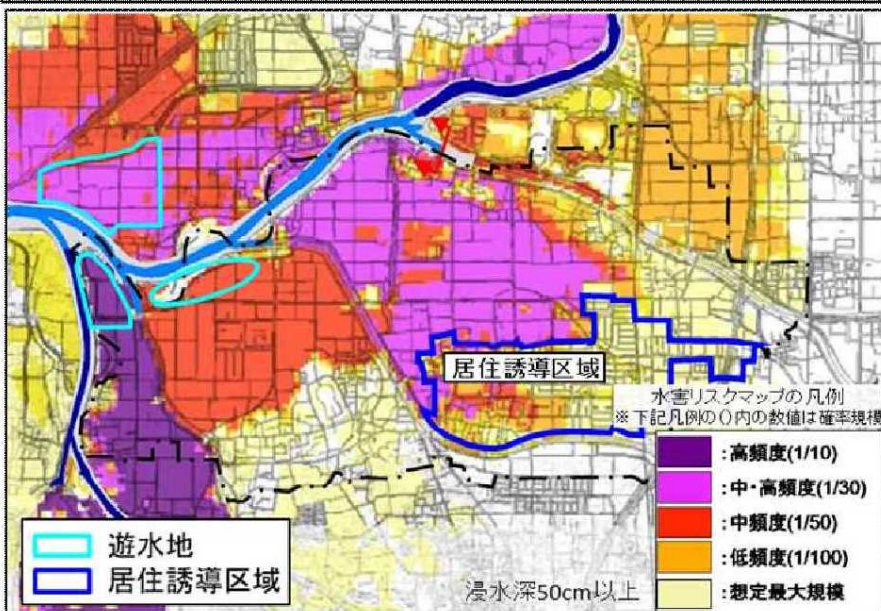 居住誘導区域
水害リスクマップの凡例
※下記凡例の()内の数値は確率規模
:高頻度(1/10)
:中・高頻度(1/30)
:中頻度(1/50)
:低頻度(1/100)
:想定最大規模
遊水地
居住誘導区域
浸水深50cm以上